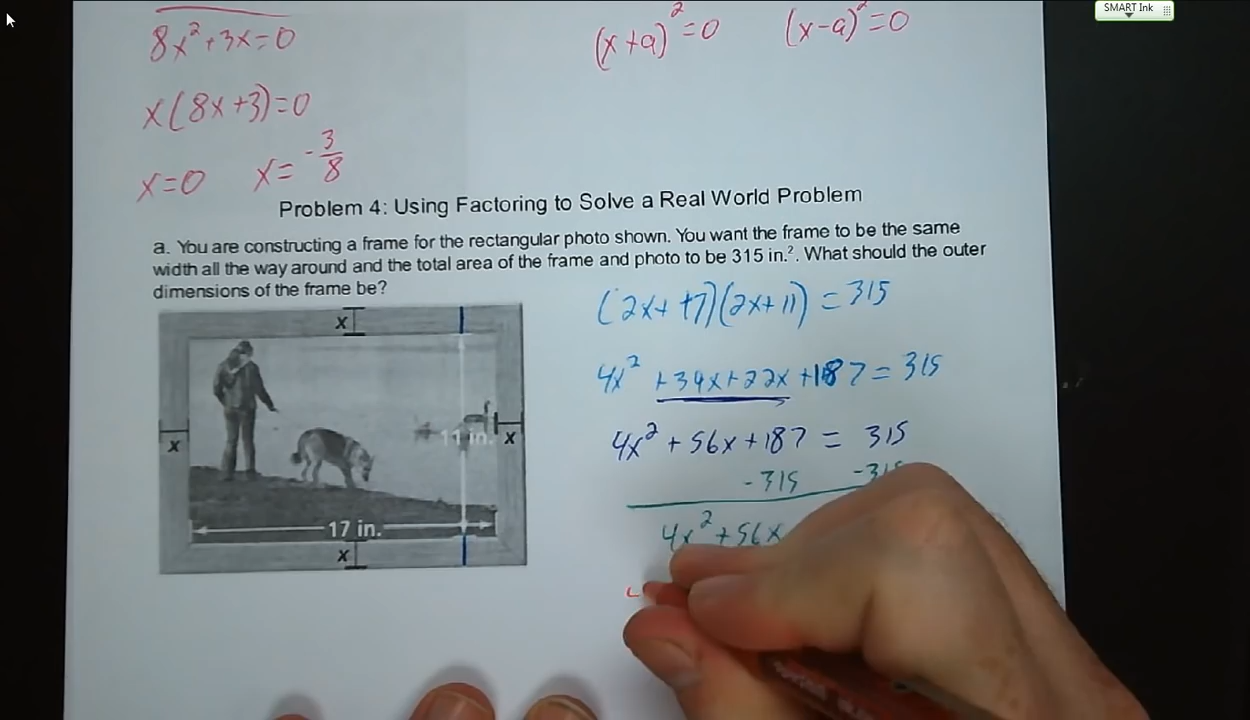 SMART Ink
8x²+3x=0
(x+a)²=0
(x-a)²=0
x(8x+3)=0
x=0
x=-3/8
Problem 4: Using Factoring to Solve a Real World Problem
a. You are constructing a frame for the rectangular photo shown. You want the frame to be the same
width all the way around and the total area of the frame and photo to be 315 in.². What should the outer
dimensions of the frame be?
x
x
11 in.
x
17 in.
x
(2x+ +7)(2x+11)=315
4x² +34x+22x +187=315
4x²+56x+187 = 315
-315
4x²+56x